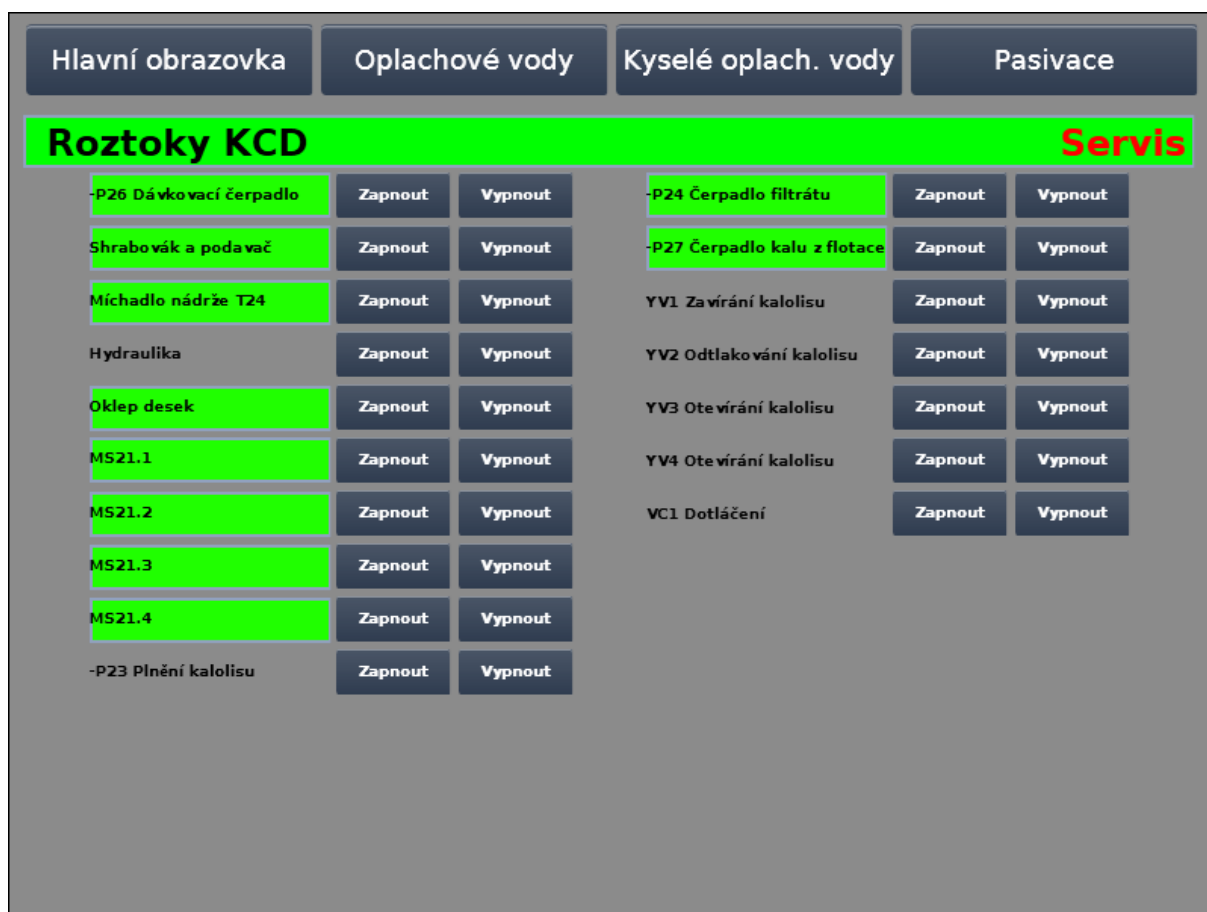 Hlavní obrazovka Oplachové vody Kyselé oplach. vody Pasivace
Roztoky KCD Servis
-P26 Dávkovací čerpadlo Zapnout Vypnout -P24 Čerpadlo filtrátu Zapnout Vypnout
Shrabovák a podavač Zapnout Vypnout -P27 Čerpadlo kalu z flotace Zapnout Vypnout
Míchadlo nádrže T24 Zapnout Vypnout YV1 Zavírání kalolisu Zapnout Vypnout
Hydraulika Zapnout Vypnout YV2 Odtlakování kalolisu Zapnout Vypnout
Oklep desek Zapnout Vypnout YV3 Otevírání kalolisu Zapnout Vypnout
MS21.1 Zapnout Vypnout YV4 Otevírání kalolisu Zapnout Vypnout
MS21.2 Zapnout Vypnout VC1 Dotláčení Zapnout Vypnout
MS21.3 Zapnout Vypnout
MS21.4 Zapnout Vypnout
-P23 Plnění kalolisu Zapnout Vypnout